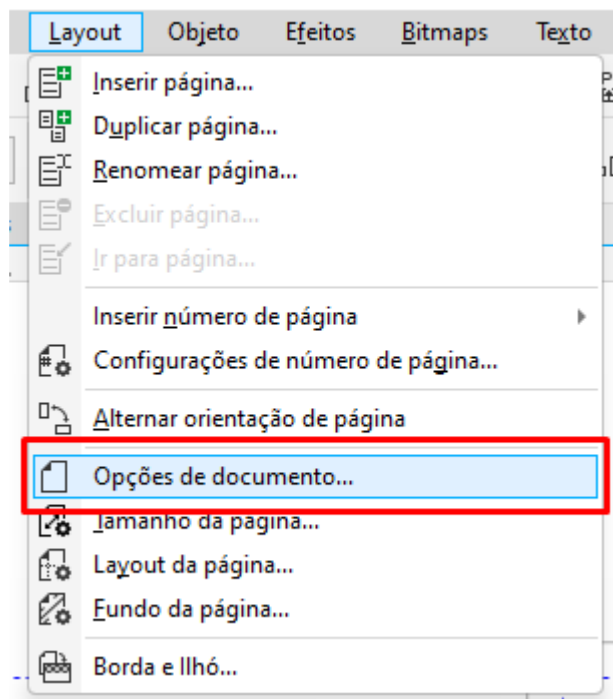 Layout Objeto Efeitos Bitmaps Texto
Inserir página...
Duplicar página...
Renomear página...
Excluir página...
Ir para página...
Inserir número de página
Configurações de número de página...
Alternar orientação de página
Opções de documento...
Tamanho da página...
Layout da página...
Fundo da página...
Borda e Ilhó...